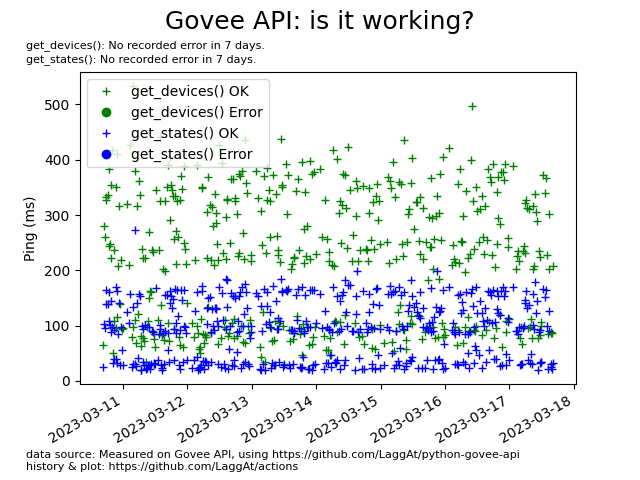 Govee API: is it working?
get_devices(): No recorded error in 7 days.
get_states(): No recorded error in 7 days.
get_devices() OK
get_devices() Error
get_states() OK
get_states() Error
500
400
300
200
100
0
Ping (ms)
2023-03-11
2023-03-12
2023-03-13
2023-03-14
2023-03-15
2023-03-16
2023-03-17
2023-03-18
data source: Measured on Govee API, using https://github.com/LaggAt/python-govee-api
history & plot: https://github.com/LaggAt/actions